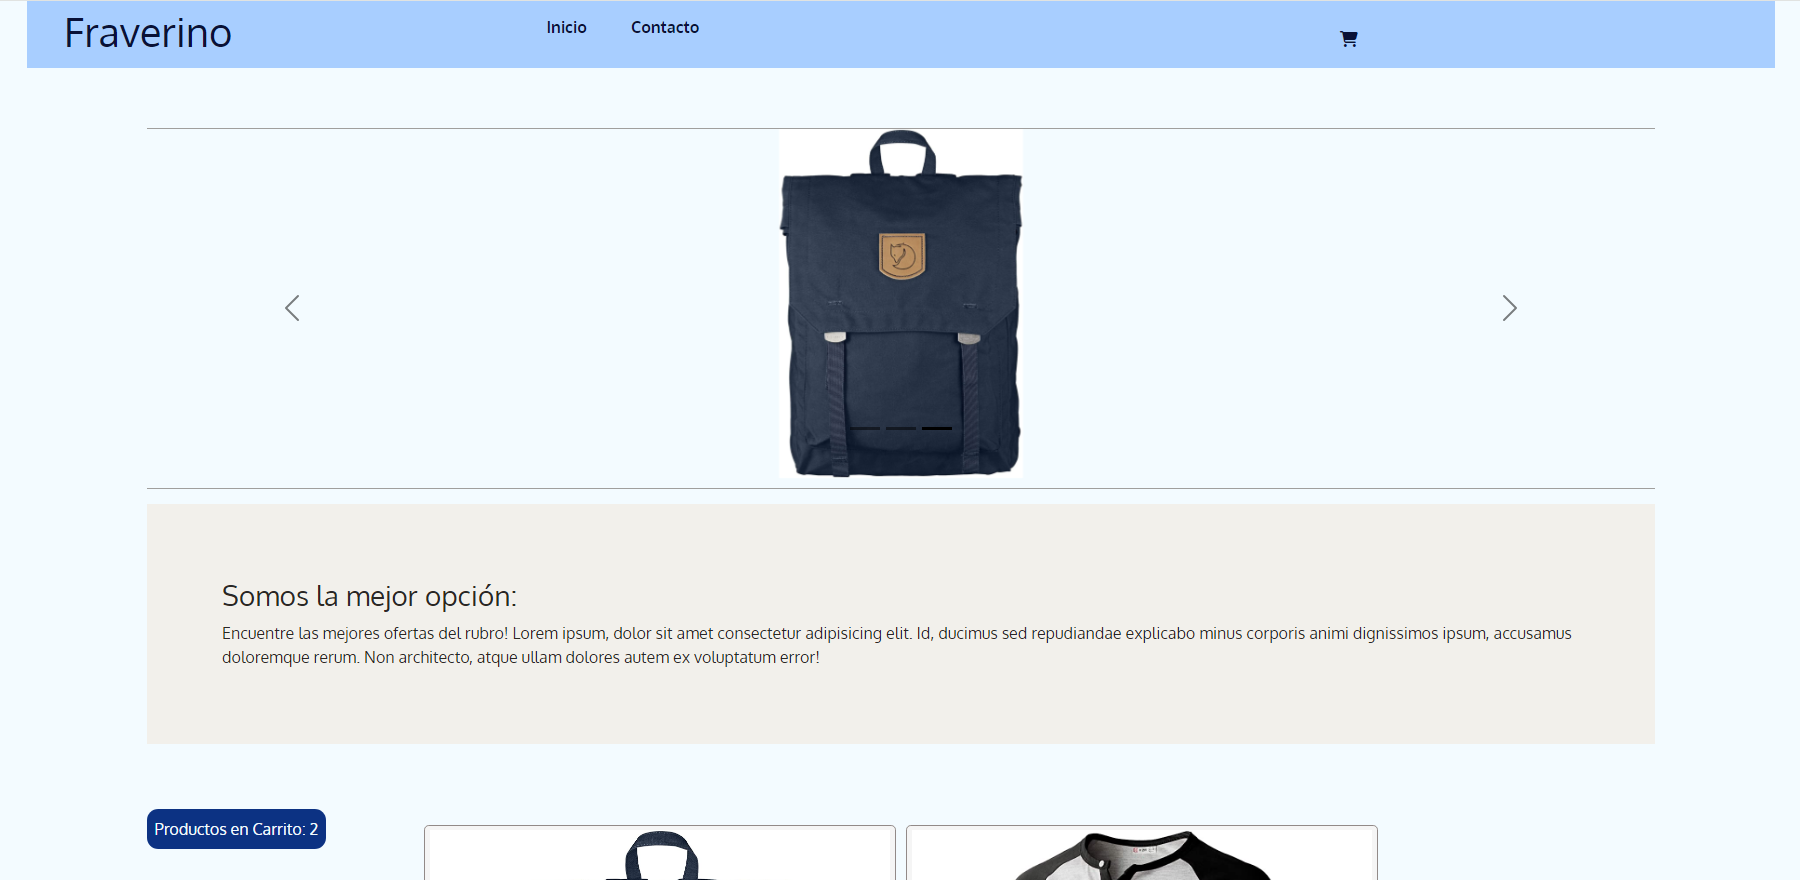 Fraverino
Inicio Contacto
Somos la mejor opción:
Encuentre las mejores ofertas del rubro! Lorem ipsum, dolor sit amet consectetur adipisicing elit. Id, ducimus sed repudiandae explicabo minus corporis animi dignissimos ipsum, accusamus
doloremque rerum. Non architecto, atque ullam dolores autem ex voluptatum error!
Productos en Carrito: 2